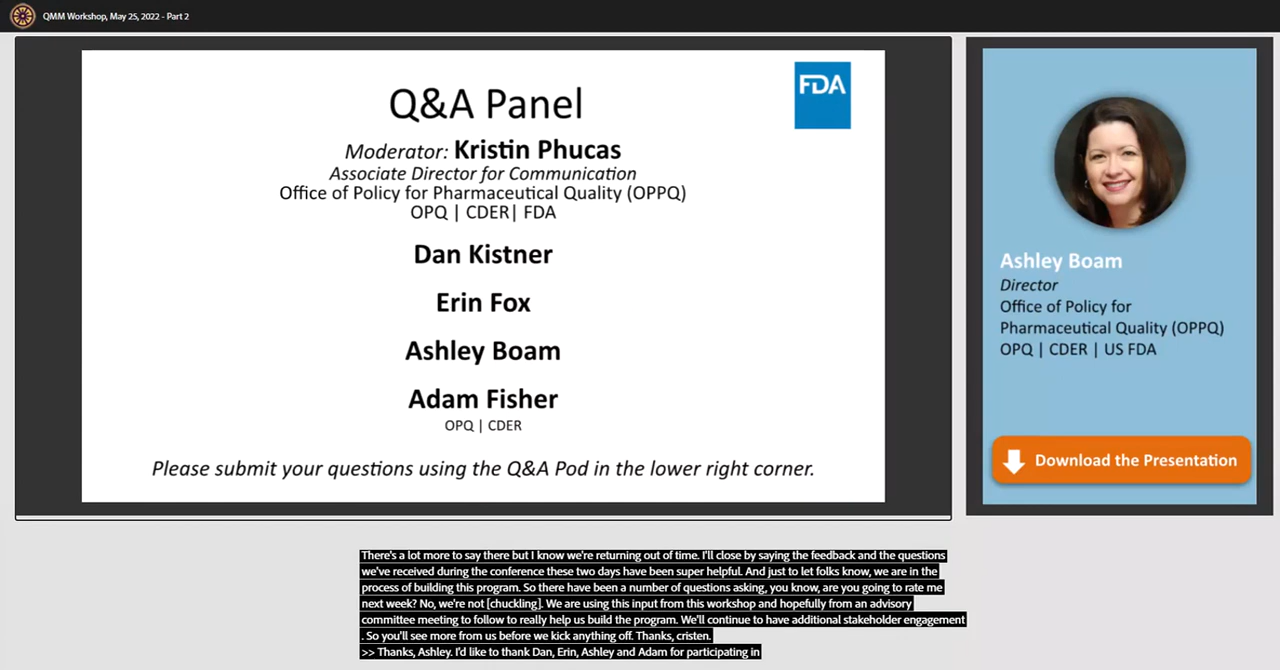 QMM Workshop, May 25, 2022 - Part 2
FDA
Q&A Panel
Moderator: Kristin Phucas
Associate Director for Communication
Office of Policy for Pharmaceutical Quality (OPPQ)
OPQ | CDER| FDA
Dan Kistner
Erin Fox
Ashley Boam
Adam Fisher
OPQ | CDER
Please submit your questions using the Q&A Pod in the lower right corner.
Ashley Boam
Director
Office of Policy for
Pharmaceutical Quality (OPPQ)
OPQ | CDER | US FDA
Download the Presentation
There's a lot more to say there but I know we're returning out of time. I'll close by saying the feedback and the questions
we've received during the conference these two days have been super helpful. And just to let folks know, we are in the
process of building this program. So there have been a number of questions asking, you know, are you going to rate me
next week? No, we're not [chuckling]. We are using this input from this workshop and hopefully from an advisory
committee meeting to follow to really help us build the program. We'll continue to have additional stakeholder engagement
. So you'll see more from us before we kick anything off. Thanks, cristen.
>> Thanks, Ashley. I'd like to thank Dan, Erin, Ashley and Adam for participating in